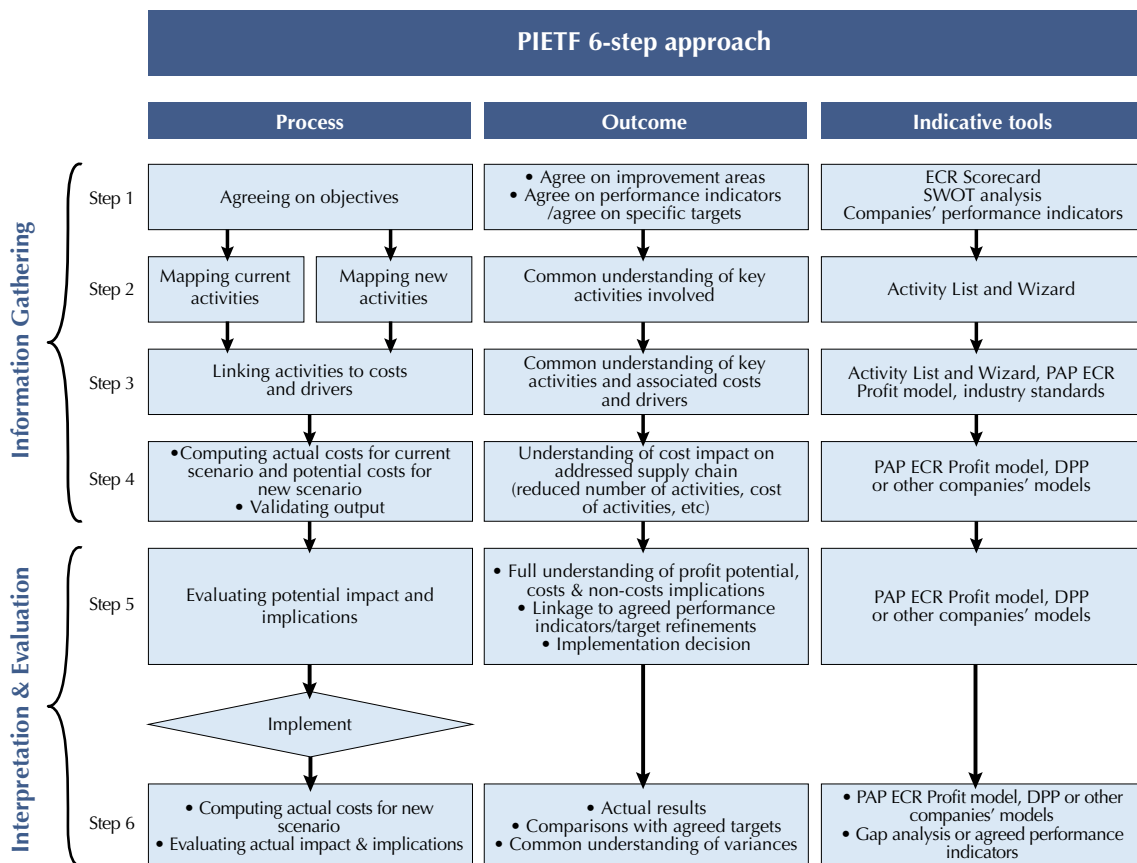 PIETF 6-step approach
Process
Outcome
Indicative tools
Information Gathering
Step 1
Agreeing on objectives
• Agree on improvement areas
• Agree on performance indicators
/agree on specific targets
ECR Scorecard
SWOT analysis
Companies’ performance indicators
Step 2
Mapping current
activities
Mapping new
activities
Common understanding of key
activities involved
Activity List and Wizard
Step 3
Linking activities to costs
and drivers
Common understanding of key
activities and associated costs
and drivers
Activity List and Wizard, PAP ECR
Profit model, industry standards
Step 4
•Computing actual costs for current
scenario and potential costs for
new scenario
• Validating output
Understanding of cost impact on
addressed supply chain
(reduced number of activities, cost
of activities, etc)
PAP ECR Profit model, DPP
or other companies’ models
Interpretation & Evaluation
Step 5
Evaluating potential impact and
implications
• Full understanding of profit potential,
costs & non-costs implications
• Linkage to agreed performance
indicators/target refinements
• Implementation decision
PAP ECR Profit model, DPP
or other companies’ models
Implement
Step 6
• Computing actual costs for new
scenario
• Evaluating actual impact & implications
• Actual results
• Comparisons with agreed targets
• Common understanding of variances
• PAP ECR Profit model, DPP or other
companies’ models
• Gap analysis or agreed performance
indicators